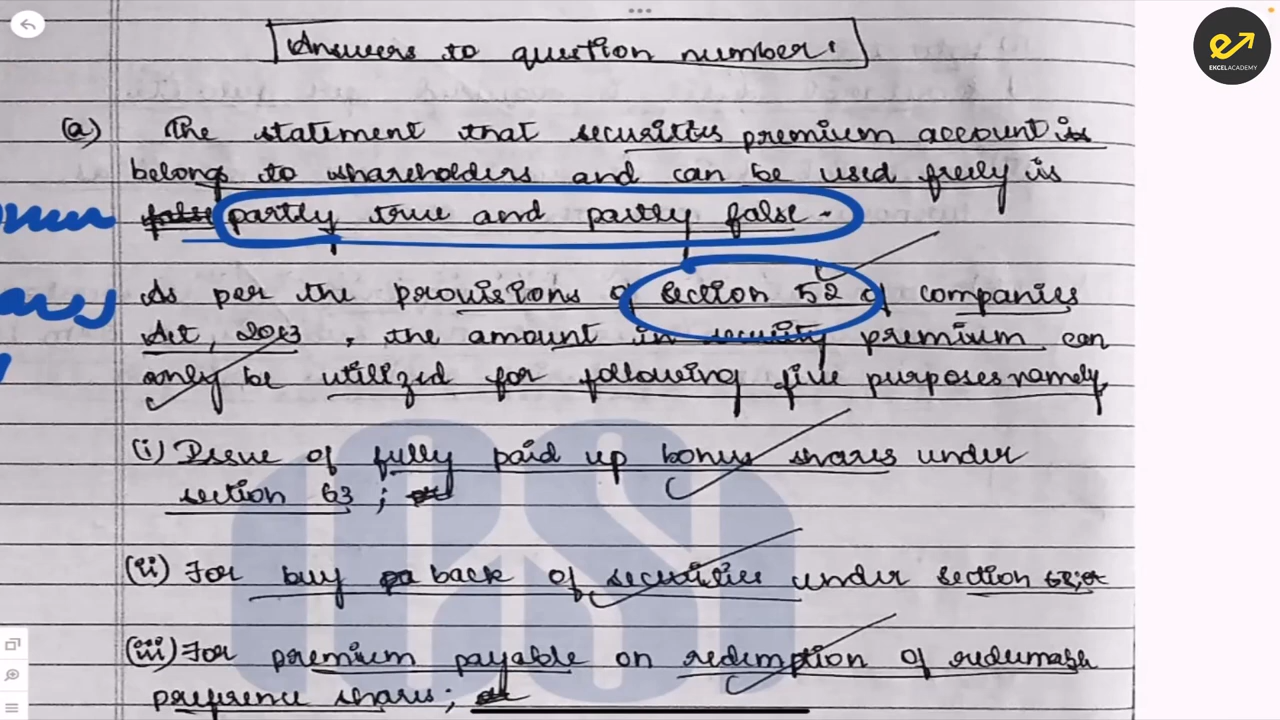 EXCEL ACADEMY
Answers to question number:
(a) The statement that securities premium account is
belongs to shareholders and can be used freely is
false partly true and partly false.
As per the provisions of section 52 of companies
Act, 2013, the amount in security premium can
only be utilized for following five purposes namely
(i) Issue of fully paid up bonus shares under
section 63;
(ii) For buy back of securities under section
(iii) For premium payable on redemption of
preference shares;
ICSI